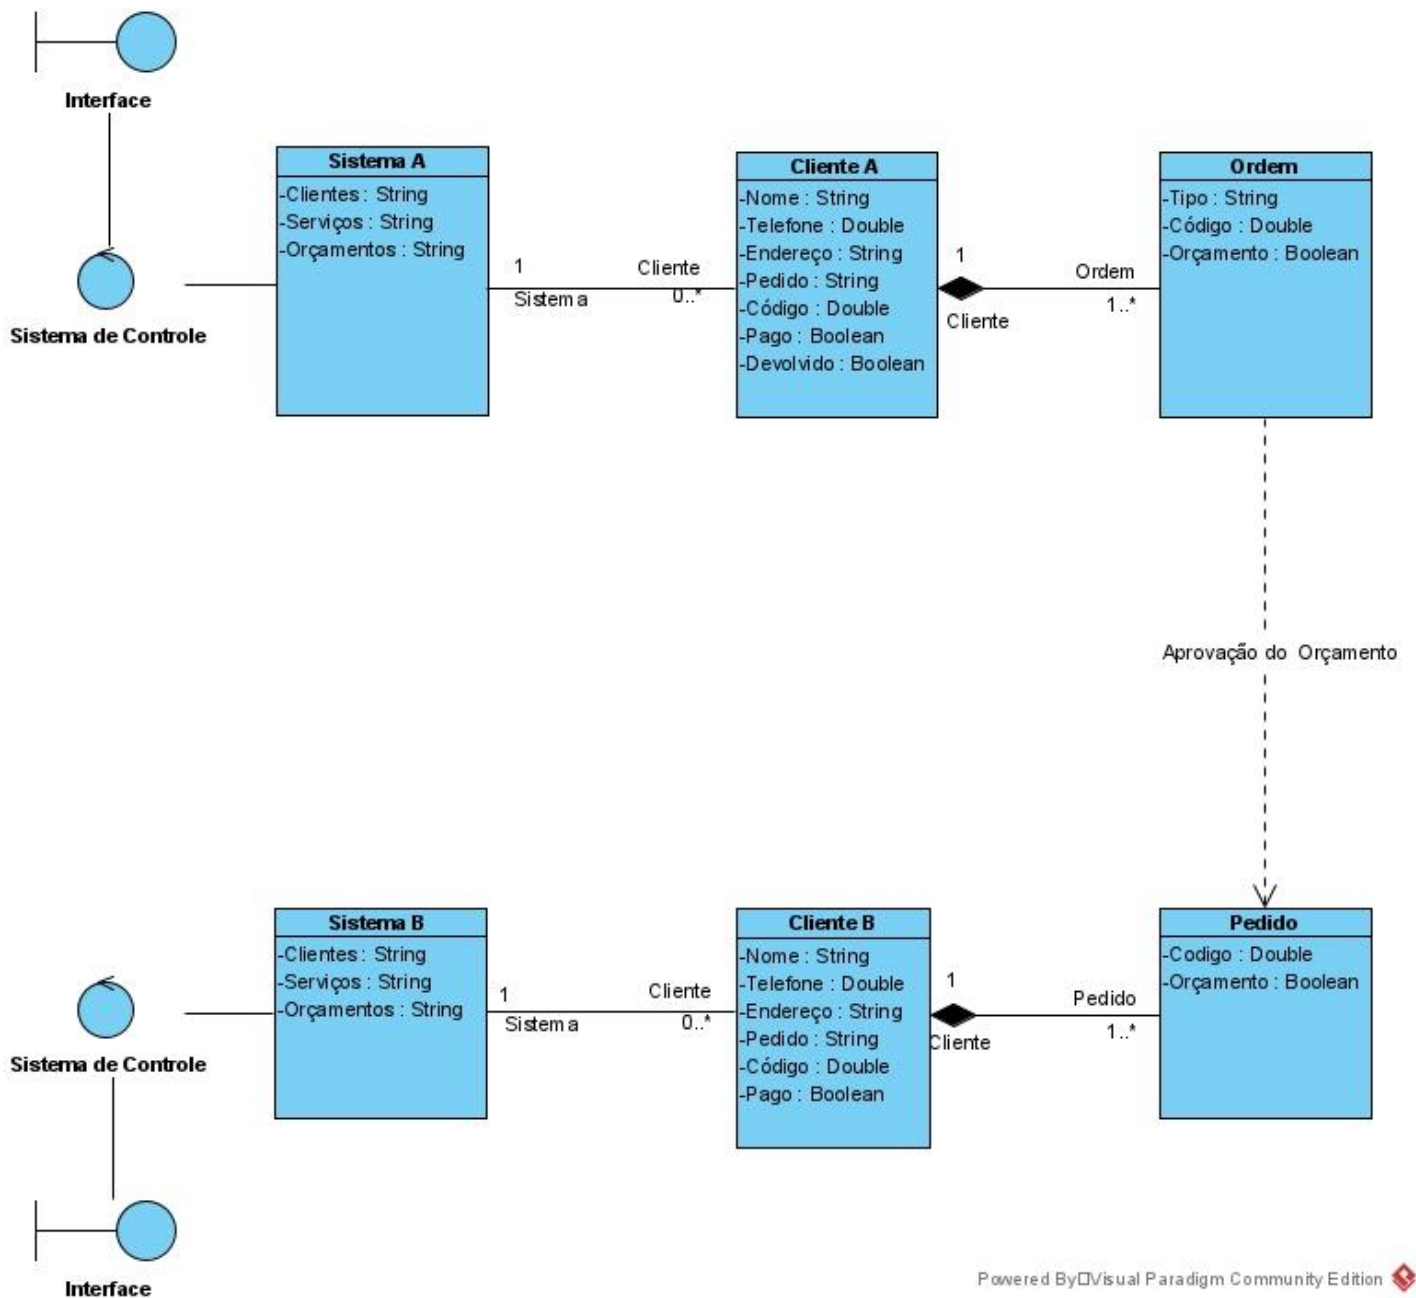 Interface
Sistema de Controle
Sistema A
-Clientes : String
-Serviços : String
-Orçamentos : String
1
Sistema
Cliente
0..*
Cliente A
-Nome : String
-Telefone : Double
-Endereço : String
-Pedido : String
-Código : Double
-Pago : Boolean
-Devolvido : Boolean
1
Cliente
Ordem
1..*
Ordem
-Tipo : String
-Código : Double
-Orçamento : Boolean
Aprovação do Orçamento
Sistema de Controle
Interface
Sistema B
-Clientes : String
-Serviços : String
-Orçamentos : String
1
Sistema
Cliente
0..*
Cliente B
-Nome : String
-Telefone : Double
-Endereço : String
-Pedido : String
-Código : Double
-Pago : Boolean
1
Cliente
Pedido
1..*
Pedido
-Codigo : Double
-Orçamento : Boolean
Powered By□Visual Paradigm Community Edition